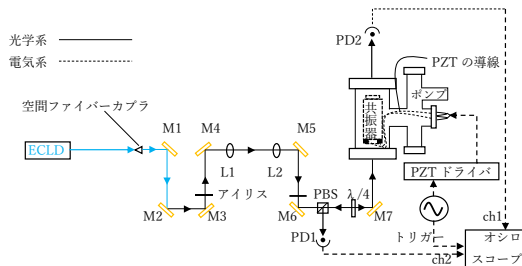 光学系
電気系
PD2
PZT の導線
ポンプ
空間ファイバーカプラ
共振器
M1
M4
M5
ECLD
L1
L2
PZT ドライバ
アイリス
PBS
λ/4
M2
M3
M6
M7
ch1
PD1
トリガー
オシロ
スコープ
ch2